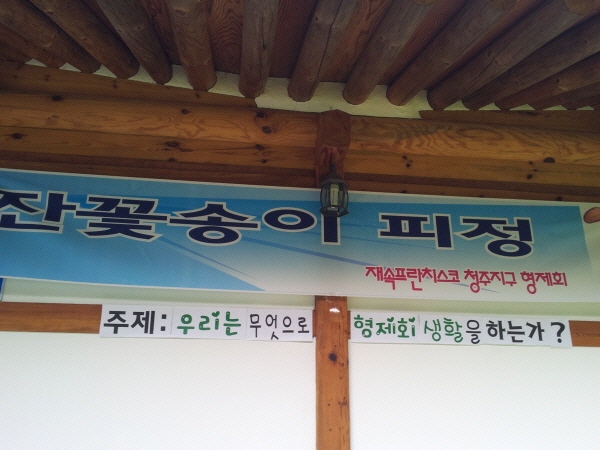 잔꽃송이 피정
재속프란치스코 청주지구 형제회
주제: 우리는 무엇으로 형제회 생활을 하는가?